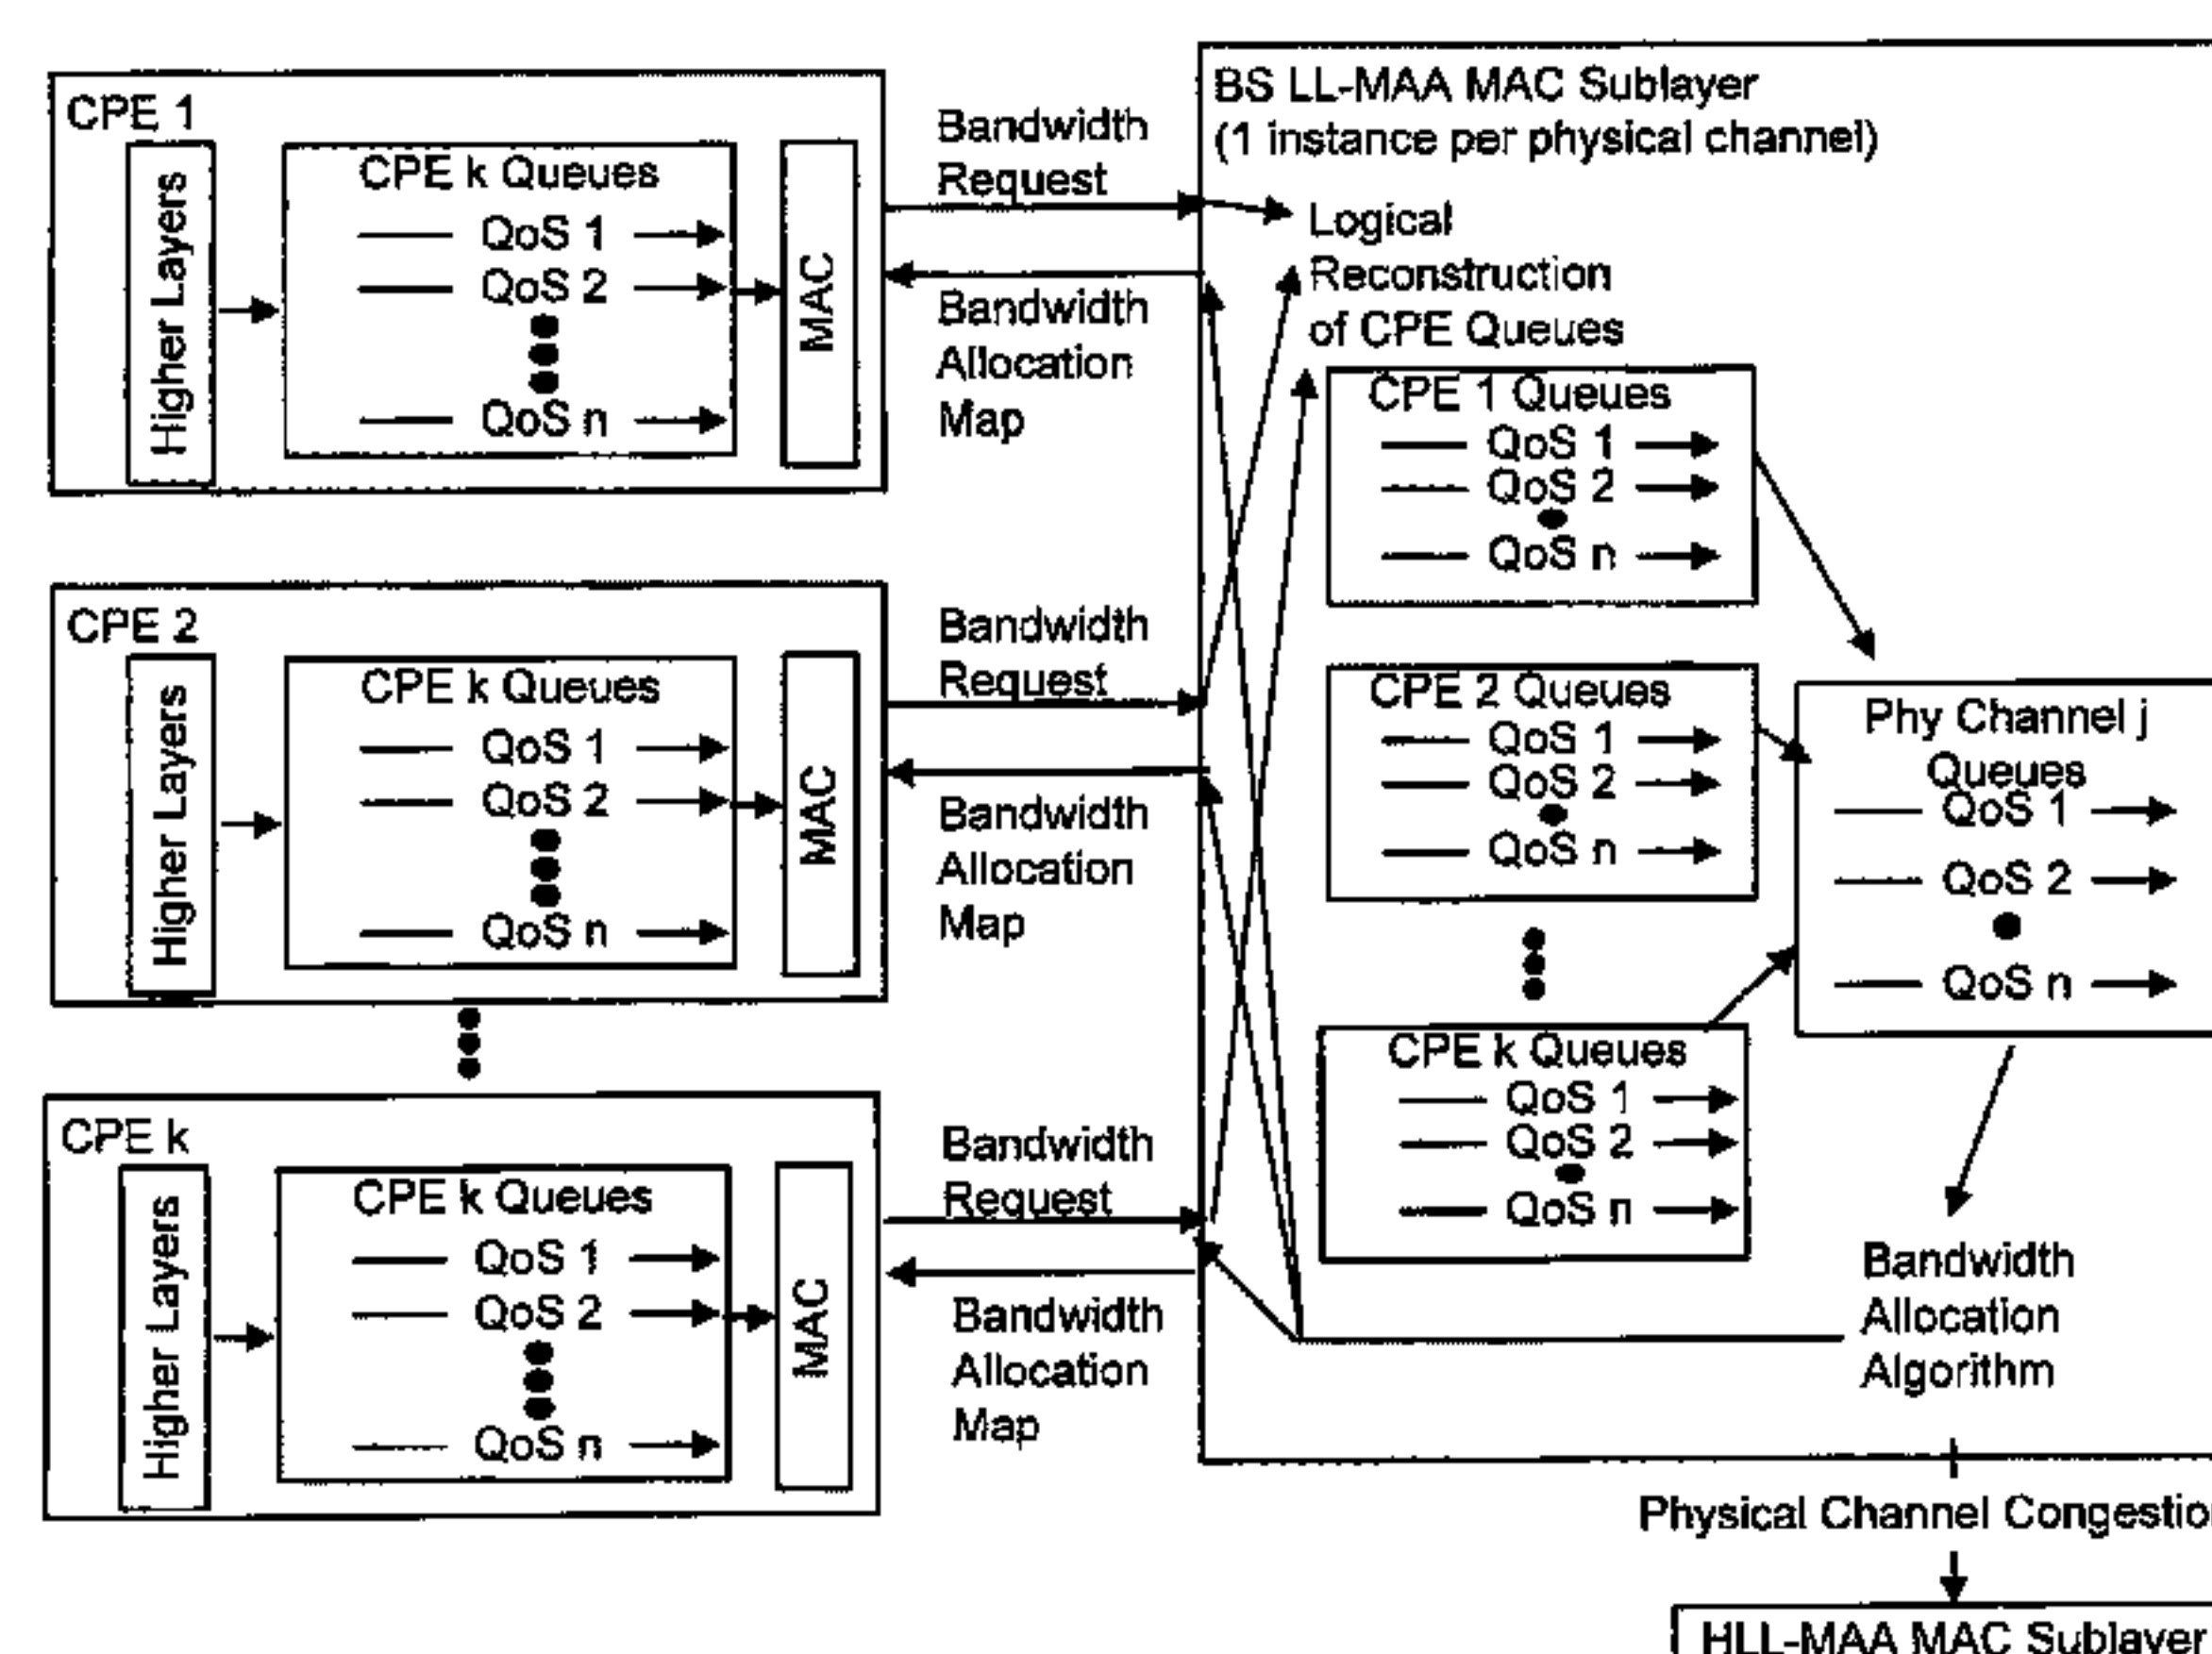 CPE 1
Higher Layers
CPE k Queues
QoS 1
QoS 2
QoS n
MAC
Bandwidth
Request
Bandwidth
Allocation
Map
CPE 2
Higher Layers
CPE k Queues
QoS 1
QoS 2
QoS n
MAC
Bandwidth
Request
Bandwidth
Allocation
Map
CPE k
Higher Layers
CPE k Queues
QoS 1
QoS 2
QoS n
MAC
Bandwidth
Request
Bandwidth
Allocation
Map
BS LL-MAA MAC Sublayer
(1 instance per physical channel)
Logical
Reconstruction
of CPE Queues
CPE 1 Queues
QoS 1
QoS 2
QoS n
CPE 2 Queues
QoS 1
QoS 2
QoS n
CPE k Queues
QoS 1
QoS 2
QoS n
Phy Channel j
Queues
QoS 1
QoS 2
QoS n
Bandwidth
Allocation
Algorithm
Physical Channel Congestio
HLL-MAA MAC Sublayer